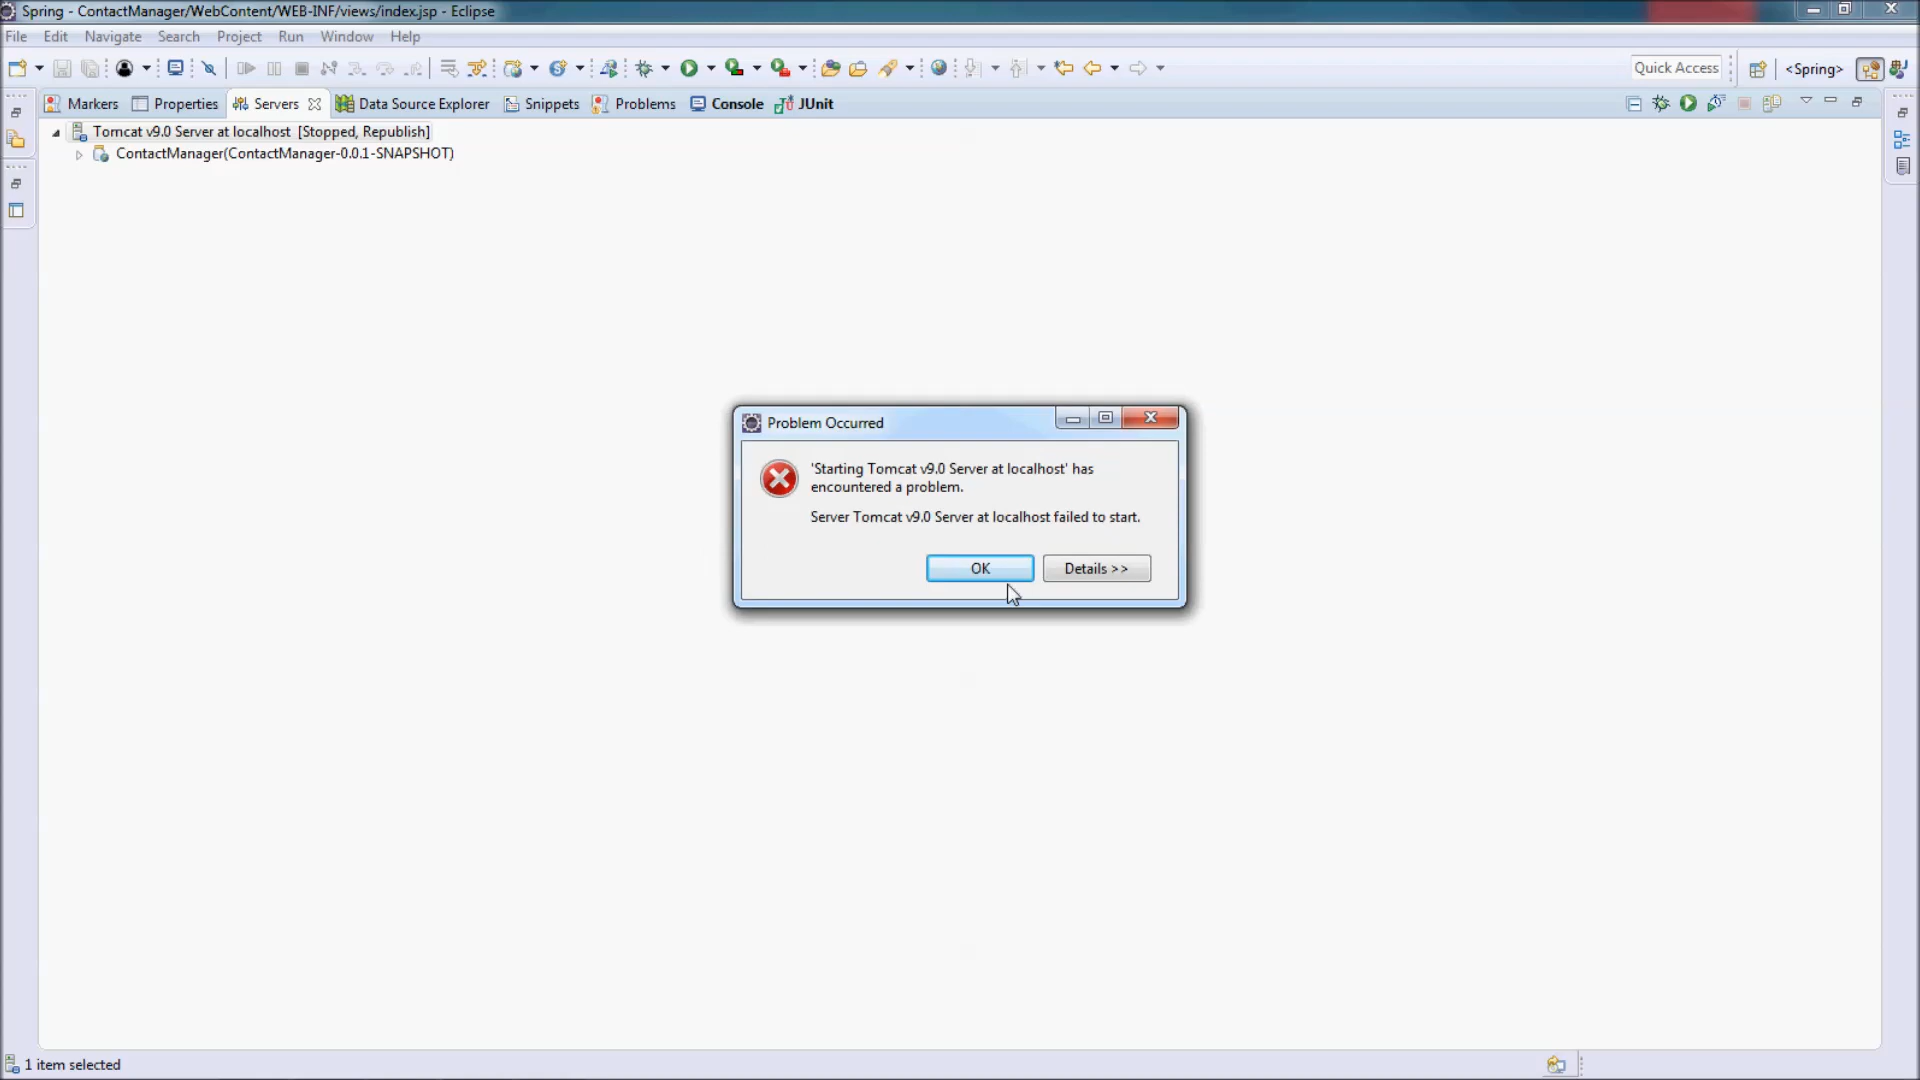 Spring - ContactManager/WebContent/WEB-INF/views/index.jsp - Eclipse
File Edit Navigate Search Project Run Window Help
Quick Access <Spring>
Markers Properties Servers Data Source Explorer Snippets Problems Console JUnit
Tomcat v9.0 Server at localhost [Stopped, Republish]
ContactManager(ContactManager-0.0.1-SNAPSHOT)
Problem Occurred
'Starting Tomcat v9.0 Server at localhost' has
encountered a problem.
Server Tomcat v9.0 Server at localhost failed to start.
OK Details >>
1 item selected